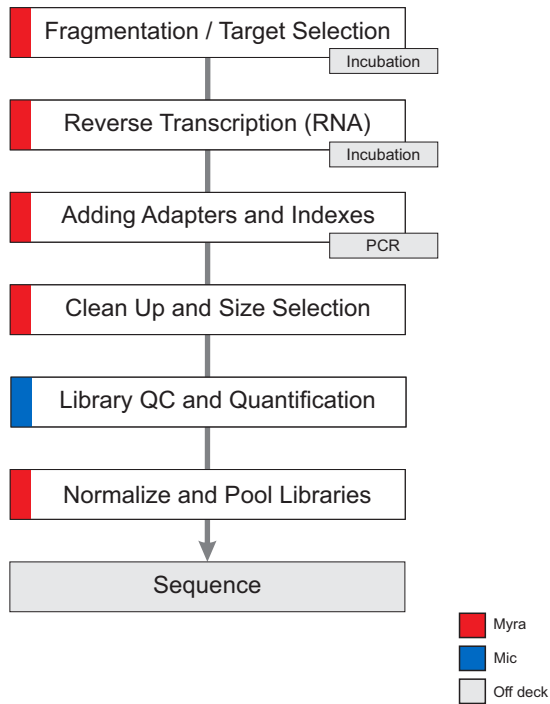 Fragmentation / Target Selection
Incubation
Reverse Transcription (RNA)
Incubation
Adding Adapters and Indexes
PCR
Clean Up and Size Selection
Library QC and Quantification
Normalize and Pool Libraries
Sequence
Myra
Mic
Off deck